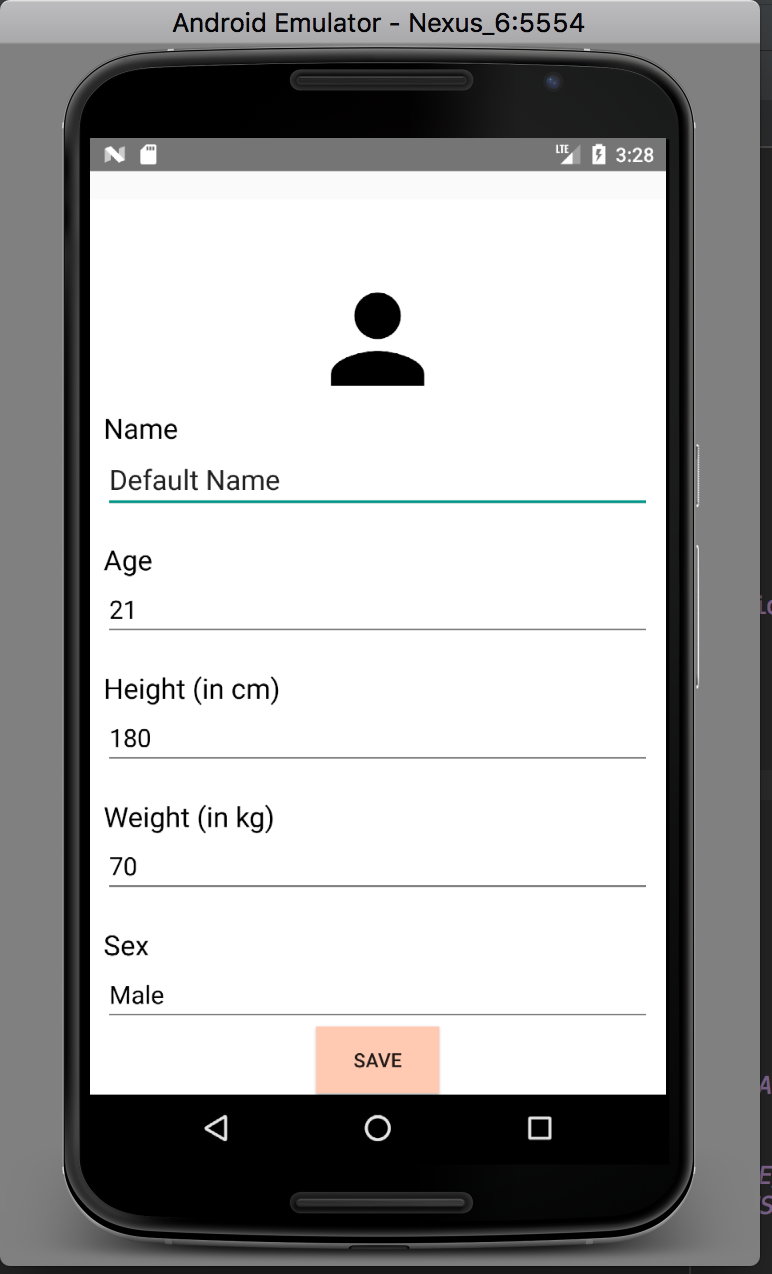 Android Emulator - Nexus_6:5554
LTE 3:28
Name
Default Name
Age
21
Height (in cm)
180
Weight (in kg)
70
Sex
Male
SAVE